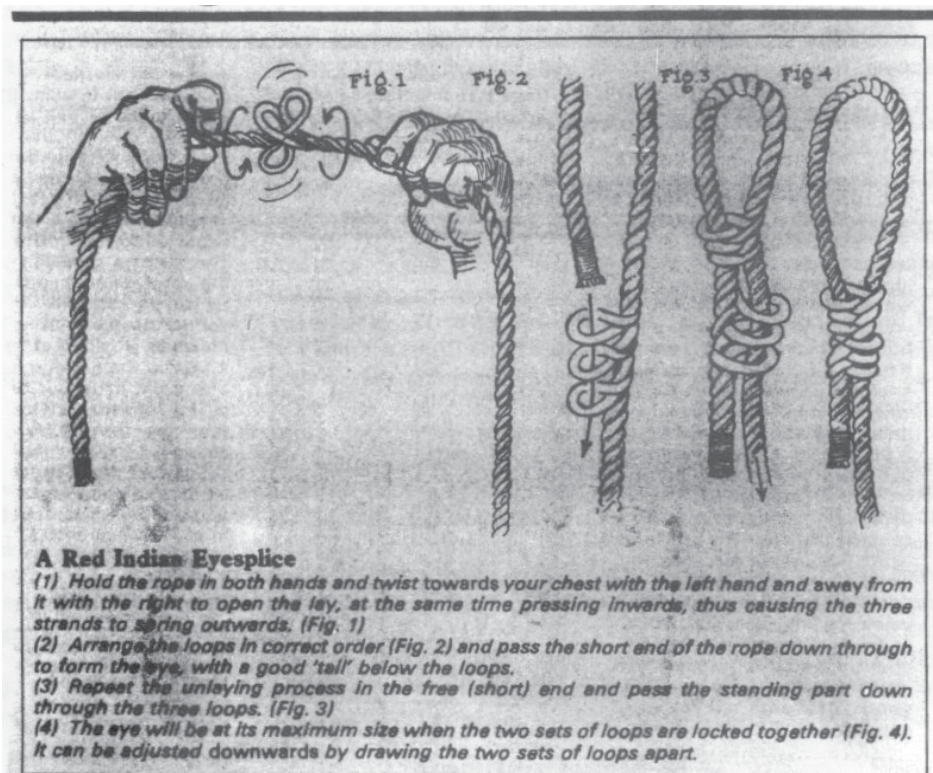 Fig.1 Fig.2 Fig.3 Fig 4
A Red Indian Eyesplice
(1) Hold the rope in both hands and twist towards your chest with the left hand and away from
it with the right to open the lay, at the same time pressing inwards, thus causing the three
strands to spring outwards. (Fig. 1)
(2) Arrange the loops in correct order (Fig. 2) and pass the short end of the rope down through
to form the eye, with a good 'tail' below the loops.
(3) Repeat the unlaying process in the free (short) end and pass the standing part down
through the three loops. (Fig. 3)
(4) The eye will be at its maximum size when the two sets of loops are locked together (Fig. 4).
It can be adjusted downwards by drawing the two sets of loops apart.